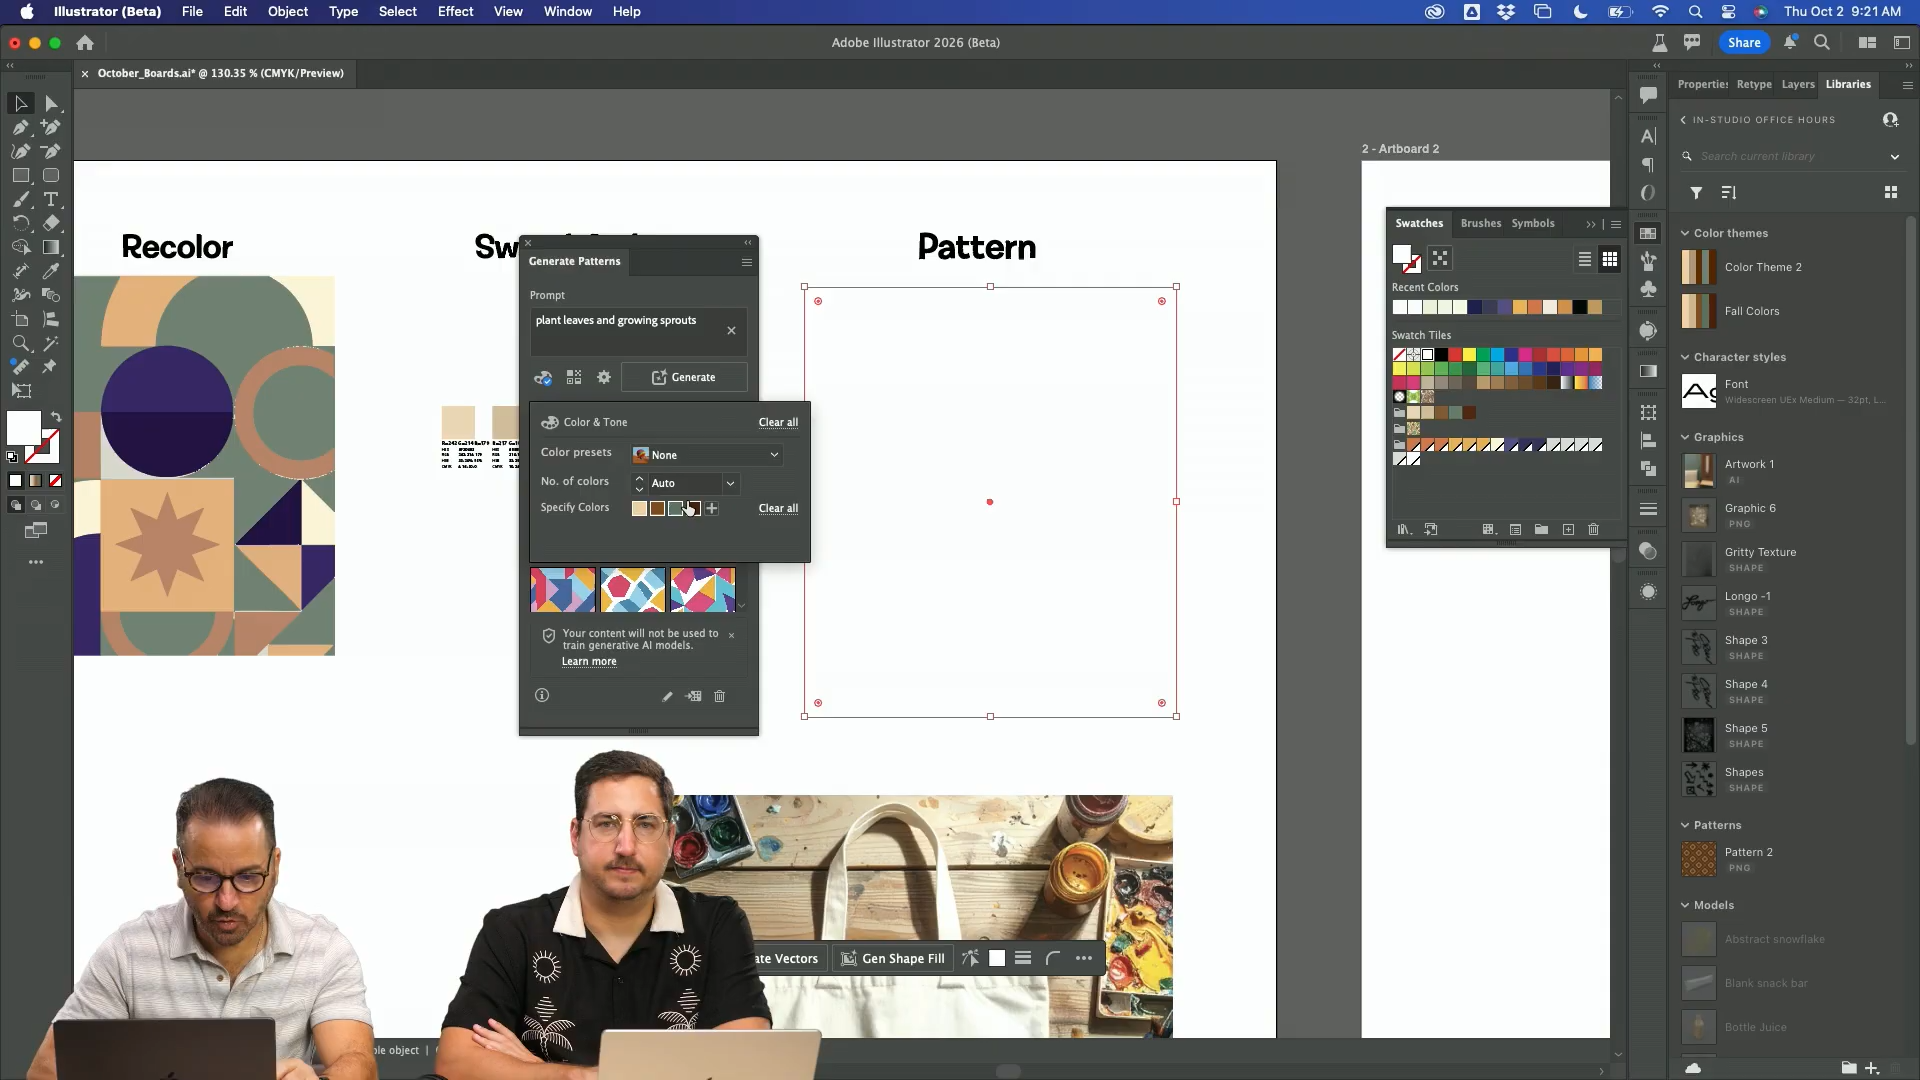 Illustrator (Beta) File Edit Object Type Select Effect View Window Help
Thu Oct 2 9:21 AM
Adobe Illustrator 2026 (Beta)
Share
× October_Boards.ai* @ 130.35 % (CMYK/Preview)
Properties Retype Layers Libraries
IN-STUDIO OFFICE HOURS
Search current library
2 - Artboard 2
Recolor
Pattern
Generate Patterns
Prompt
plant leaves and growing sprouts
Generate
Color & Tone
Clear all
Color presets
None
No. of colors
Auto
Specify Colors
Clear all
Your content will not be used to
train generative AI models.
Learn more
Swatches Brushes Symbols
Recent Colors
Swatch Tiles
Color themes
Color Theme 2
Fall Colors
Character styles
Font
Widescreen UEx Medium — 32pt, L...
Graphics
Artwork 1
AI
Graphic 6
PNG
Gritty Texture
SHAPE
Longo -1
SHAPE
Shape 3
SHAPE
Shape 4
SHAPE
Shape 5
SHAPE
Shapes
SHAPE
Patterns
Pattern 2
PNG
Models
Abstract snowflake
Blank snack bar
Bottle Juice
ate Vectors
Gen Shape Fill
ple object